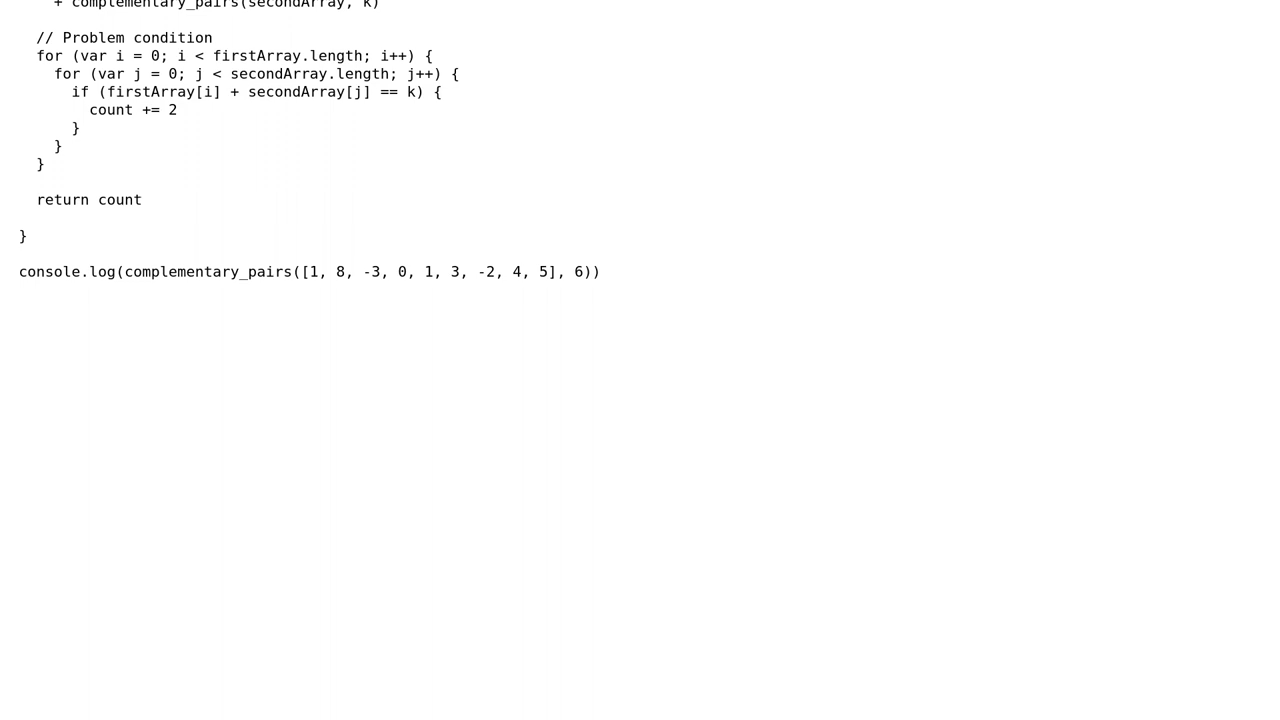 + complementary_pairs(secondArray, k)
// Problem condition
for (var i = 0; i < firstArray.length; i++) {
for (var j = 0; j < secondArray.length; j++) {
if (firstArray[i] + secondArray[j] == k) {
count += 2
}
}
}
return count
}
console.log(complementary_pairs([1, 8, -3, 0, 1, 3, -2, 4, 5], 6))